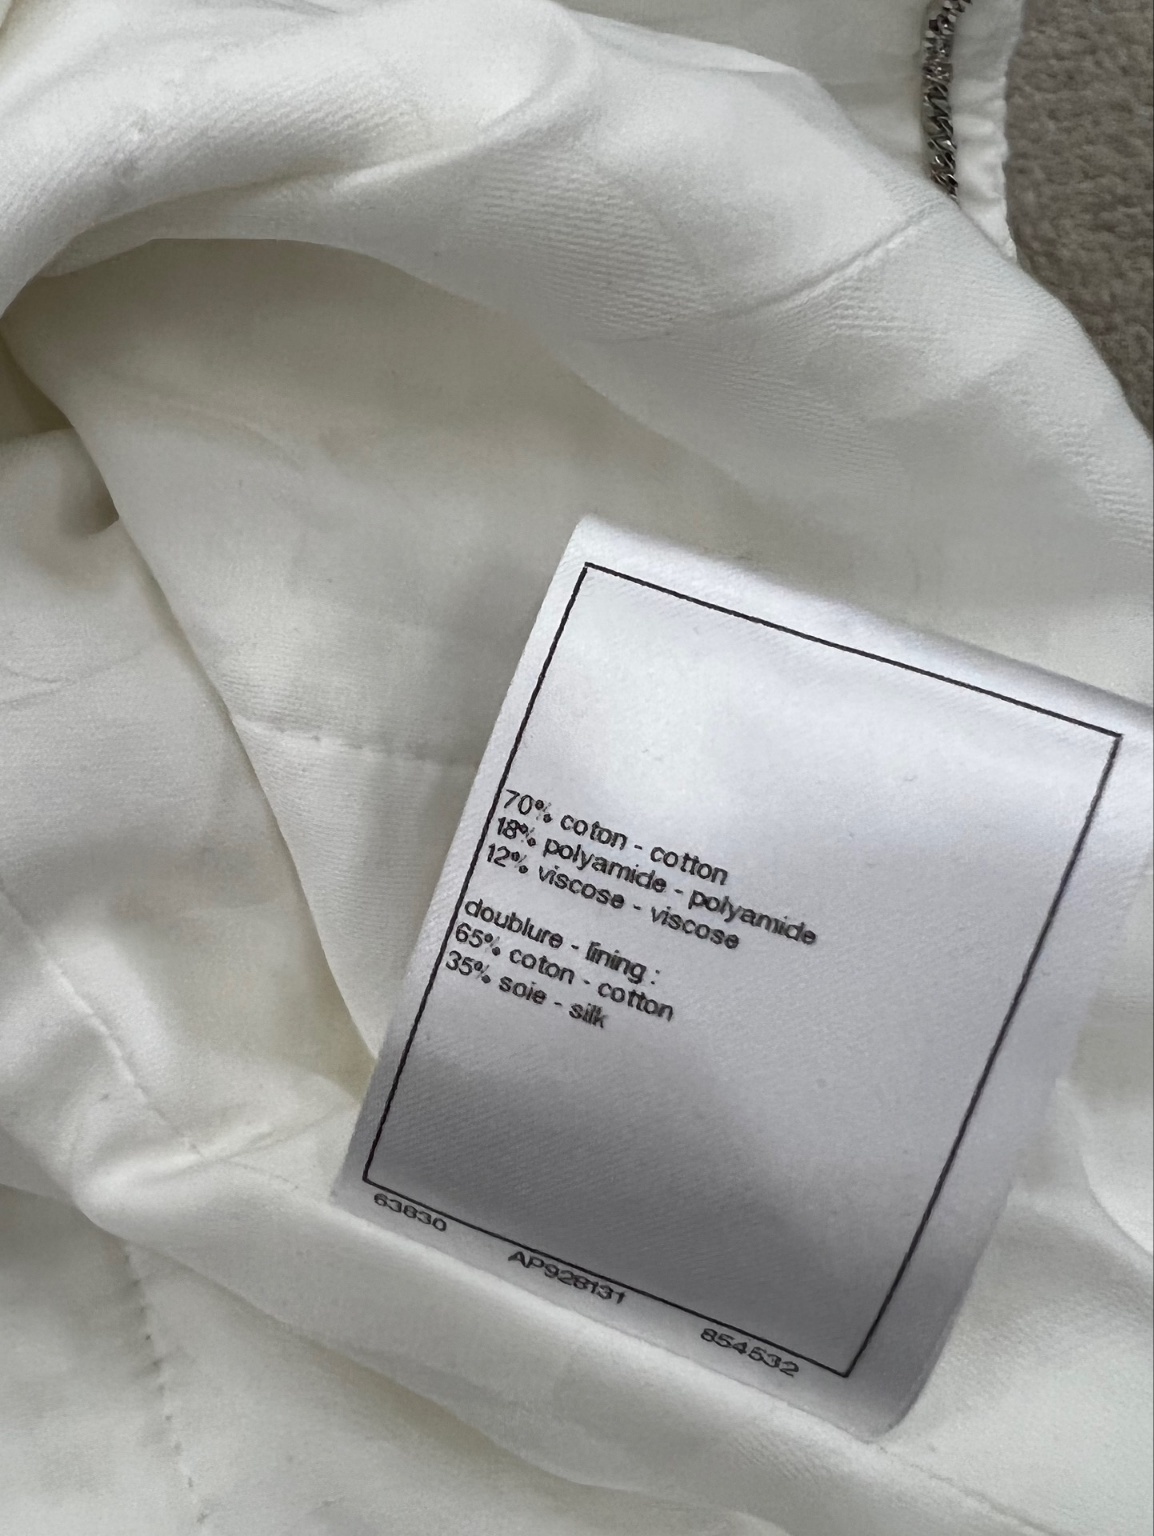 70% coton - cotton
18% polyamide - polyamide
12% viscose - viscose
doublure - lining :
65% coton - cotton
35% soie - silk
63830
AP928131
854532